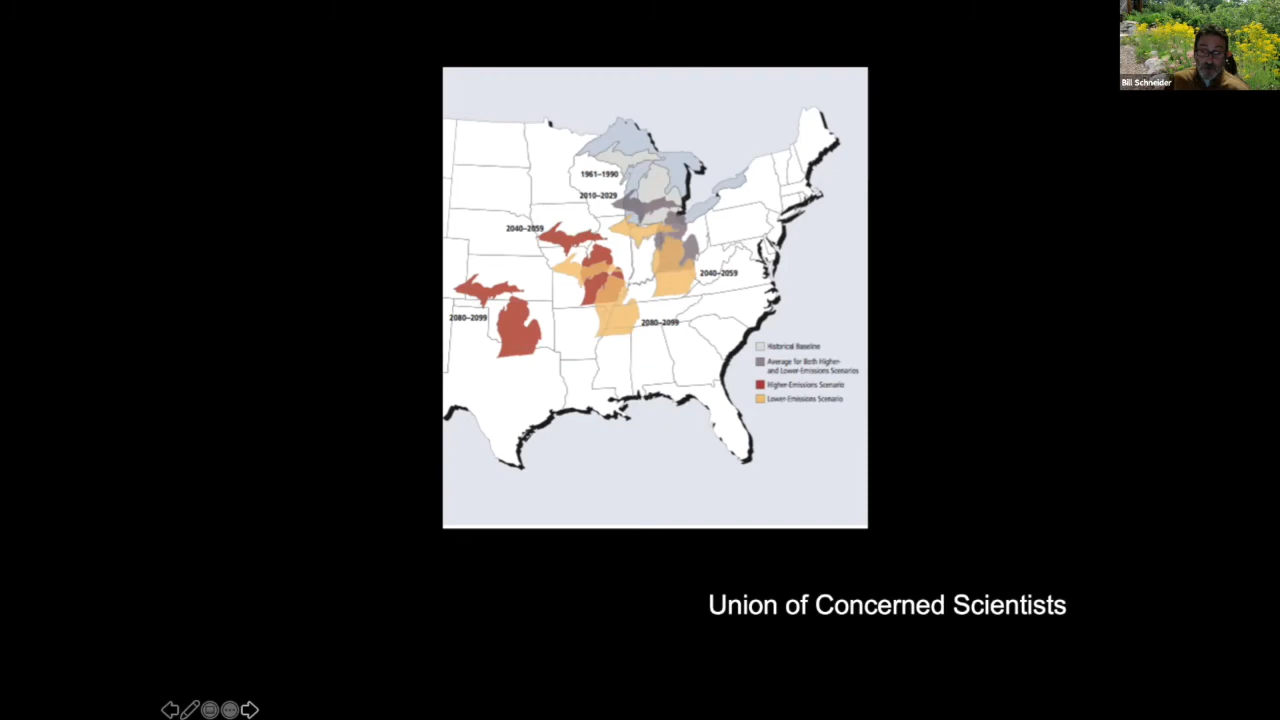 Bill Schneider
1961–1990
2010–2029
2040–2059
2040–2059
2080–2099
2080–2099
Historical Baseline
Average for Both Higher-
and Lower-Emissions Scenarios
Higher-Emissions Scenario
Lower-Emissions Scenario
Union of Concerned Scientists